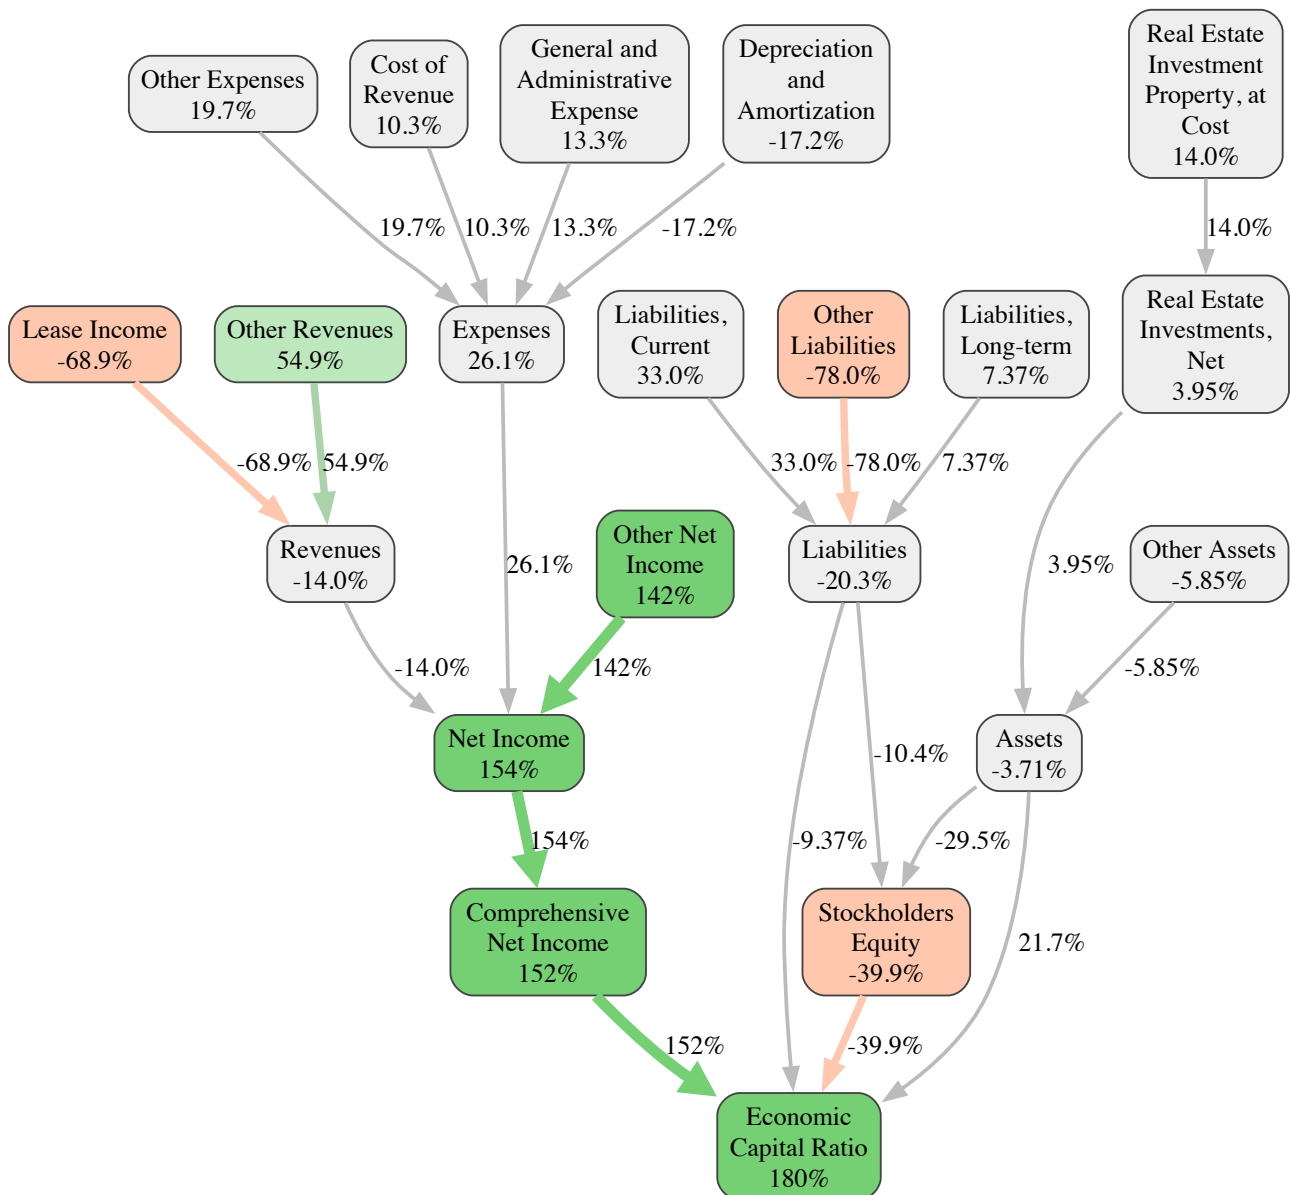 Other Expenses
19.7%
Cost of
Revenue
10.3%
General and
Administrative
Expense
13.3%
Depreciation
and
Amortization
-17.2%
Real Estate
Investment
Property, at
Cost
14.0%
19.7%
10.3%
13.3%
-17.2%
14.0%
Lease Income
-68.9%
Other Revenues
54.9%
Expenses
26.1%
Liabilities,
Current
33.0%
Other
Liabilities
-78.0%
Liabilities,
Long-term
7.37%
Real Estate
Investments,
Net
3.95%
-68.9%
54.9%
33.0%
-78.0%
7.37%
Revenues
-14.0%
26.1%
Other Net
Income
142%
Liabilities
-20.3%
3.95%
Other Assets
-5.85%
-14.0%
142%
-5.85%
Net Income
154%
-10.4%
Assets
-3.71%
154%
-9.37%
-29.5%
Comprehensive
Net Income
152%
Stockholders
Equity
-39.9%
21.7%
152%
-39.9%
Economic
Capital Ratio
180%